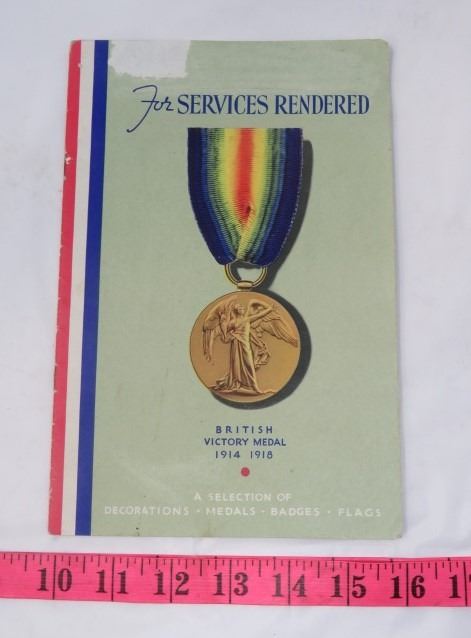 For SERVICES RENDERED
BRITISH
VICTORY MEDAL
1914 1918
A SELECTION OF
DECORATIONS · MEDALS · BADGES · FLAGS
10 11 12 13 14 15 16 1